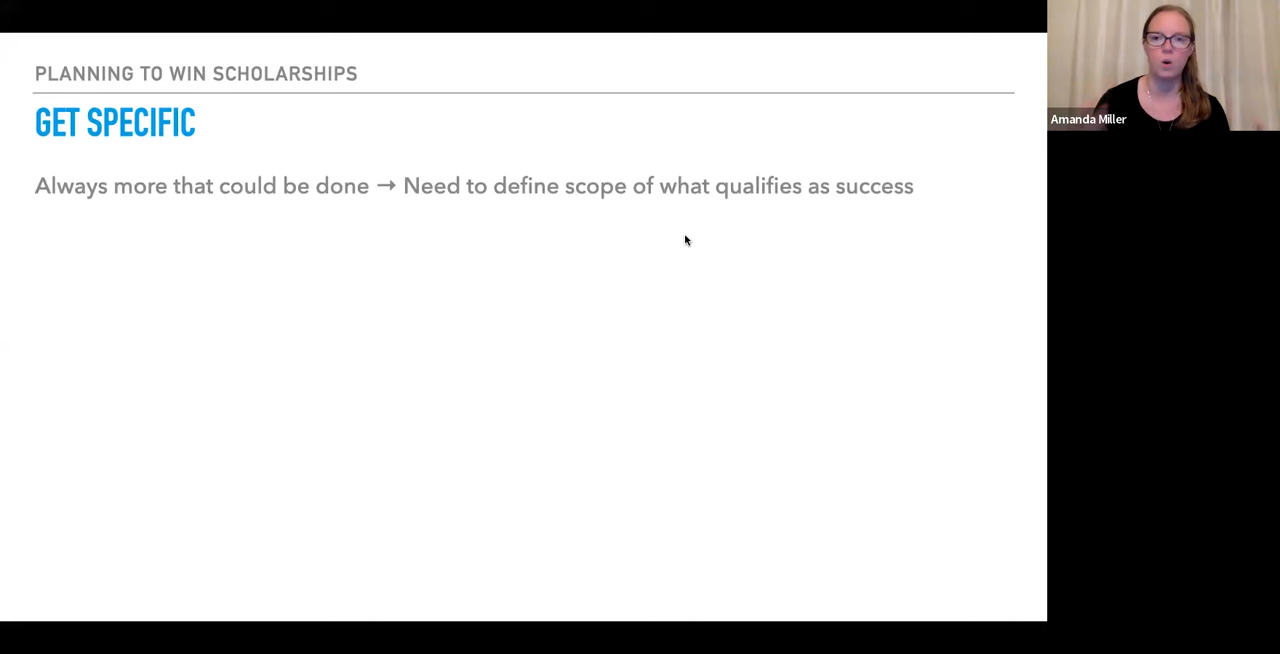 PLANNING TO WIN SCHOLARSHIPS
GET SPECIFIC
Always more that could be done → Need to define scope of what qualifies as success
Amanda Miller